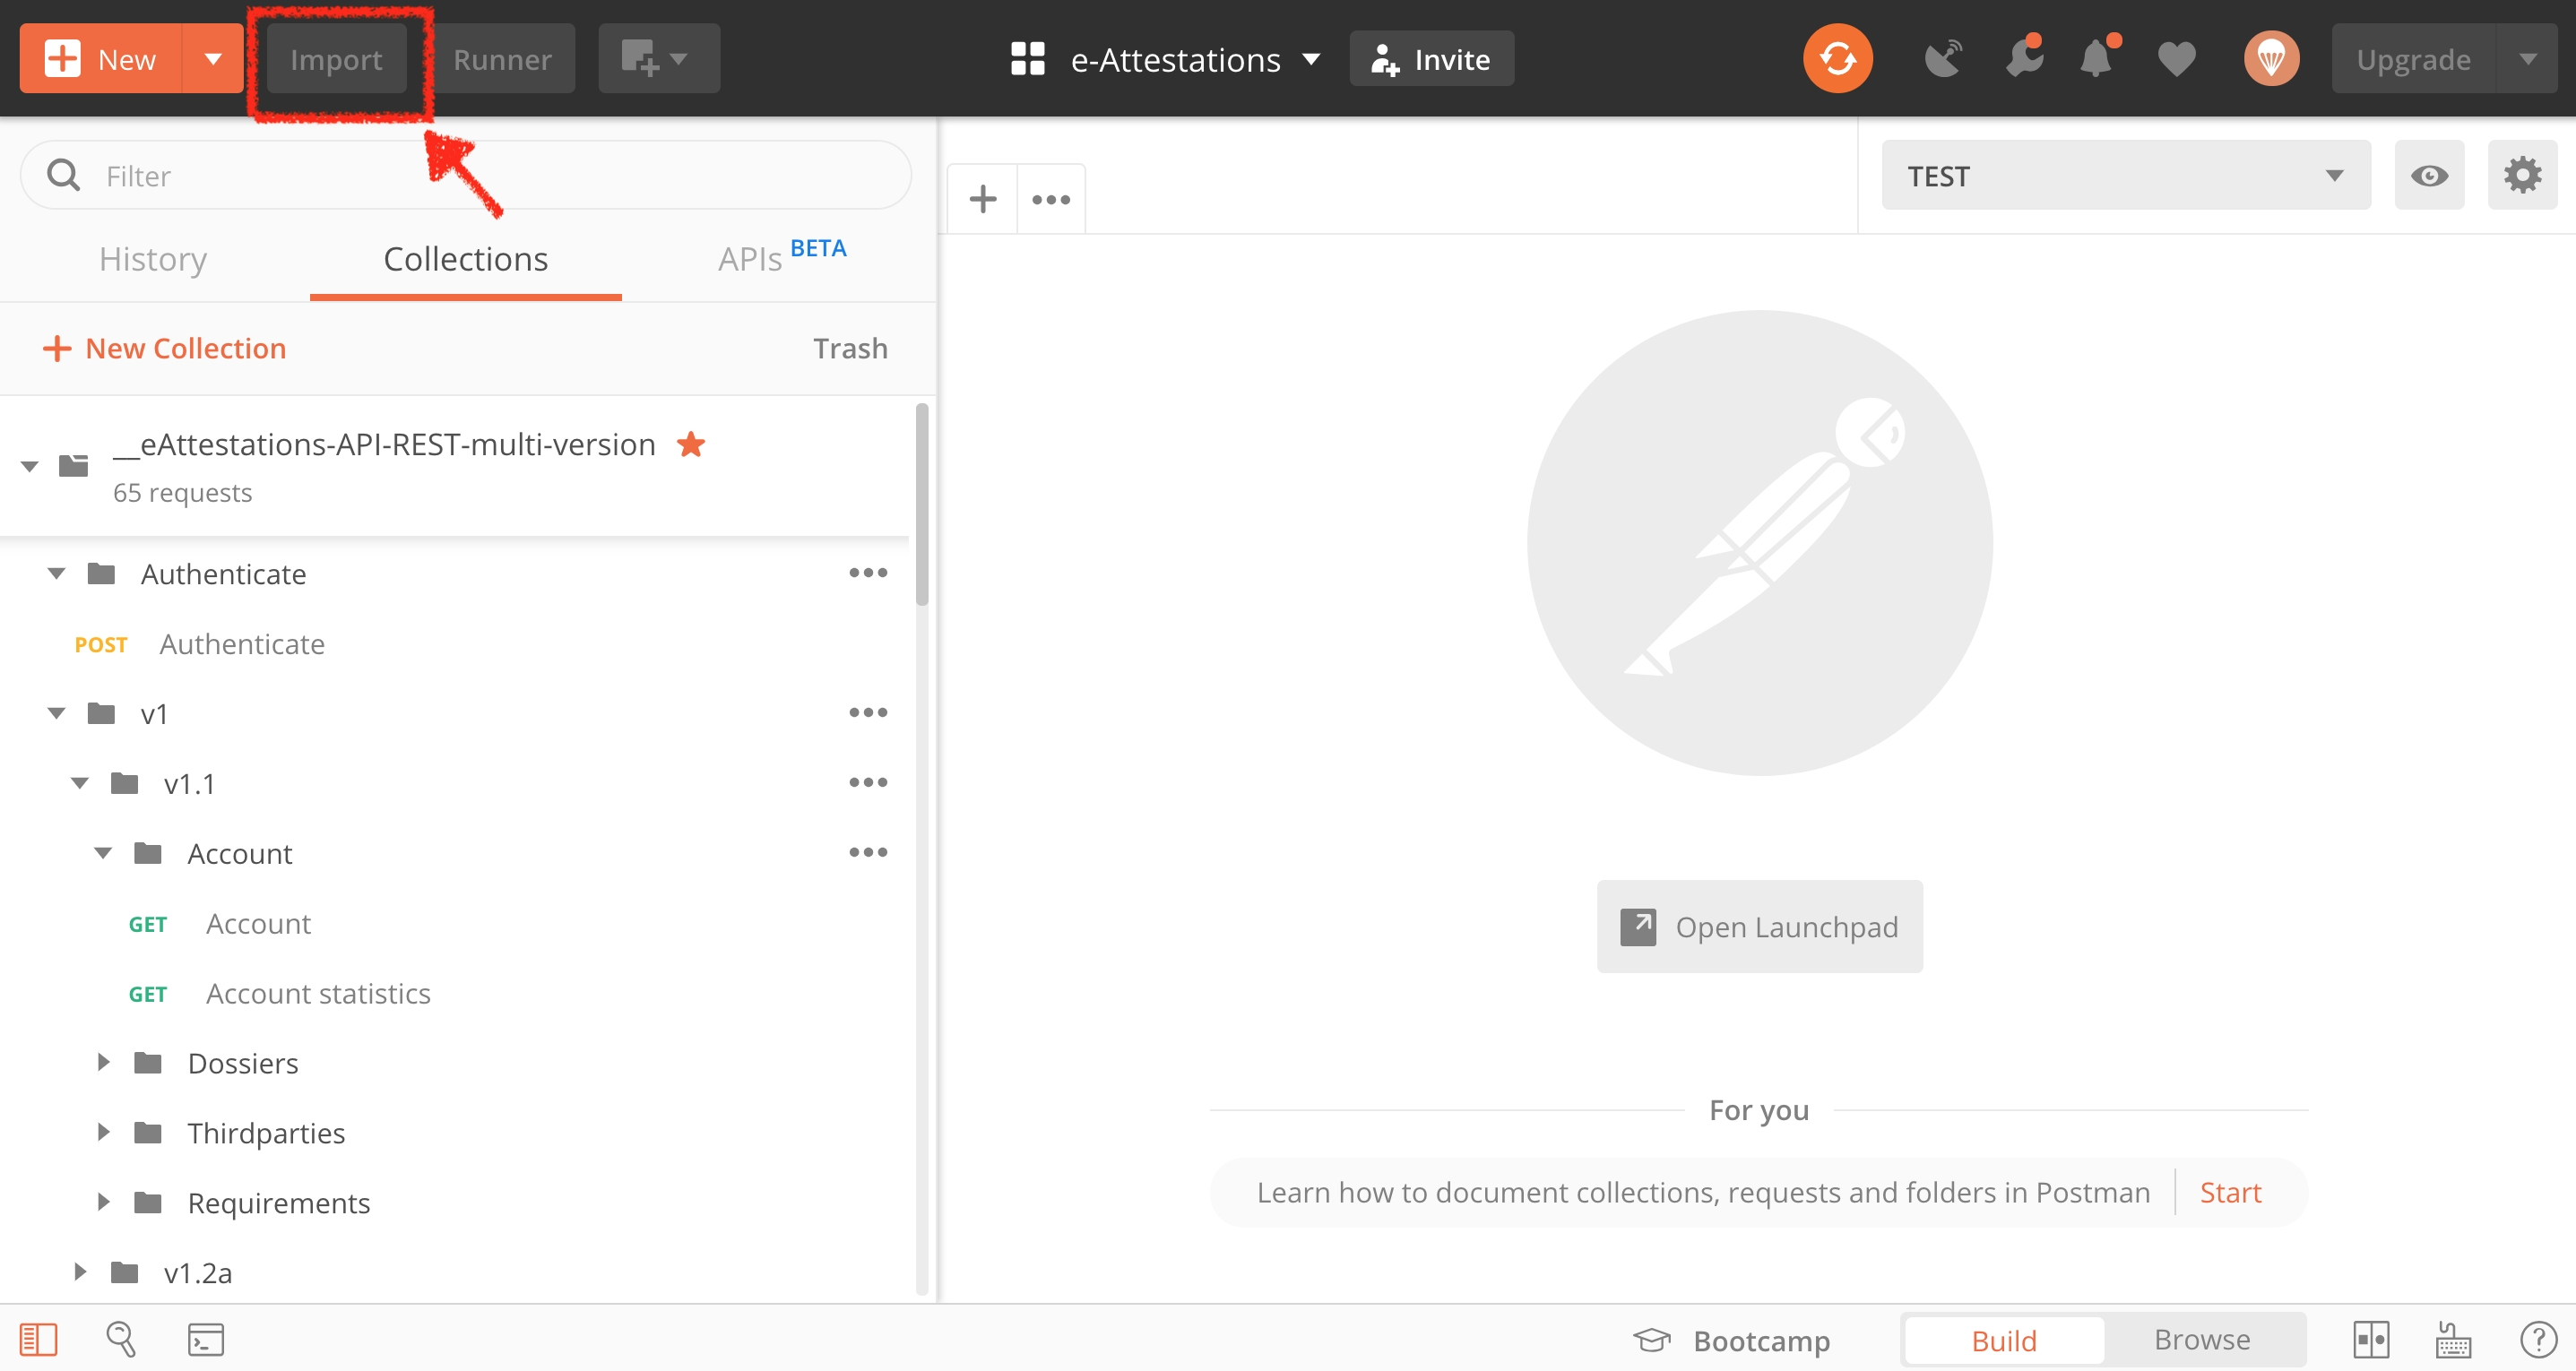 New
Import
Runner
e-Attestations
Invite
Upgrade
Filter
TEST
History
Collections
APIs BETA
New Collection
Trash
__eAttestations-API-REST-multi-version
65 requests
Authenticate
POST Authenticate
v1
v1.1
Account
GET Account
GET Account statistics
Dossiers
Thirdparties
Requirements
v1.2a
Open Launchpad
For you
Learn how to document collections, requests and folders in Postman
Start
Bootcamp
Build
Browse